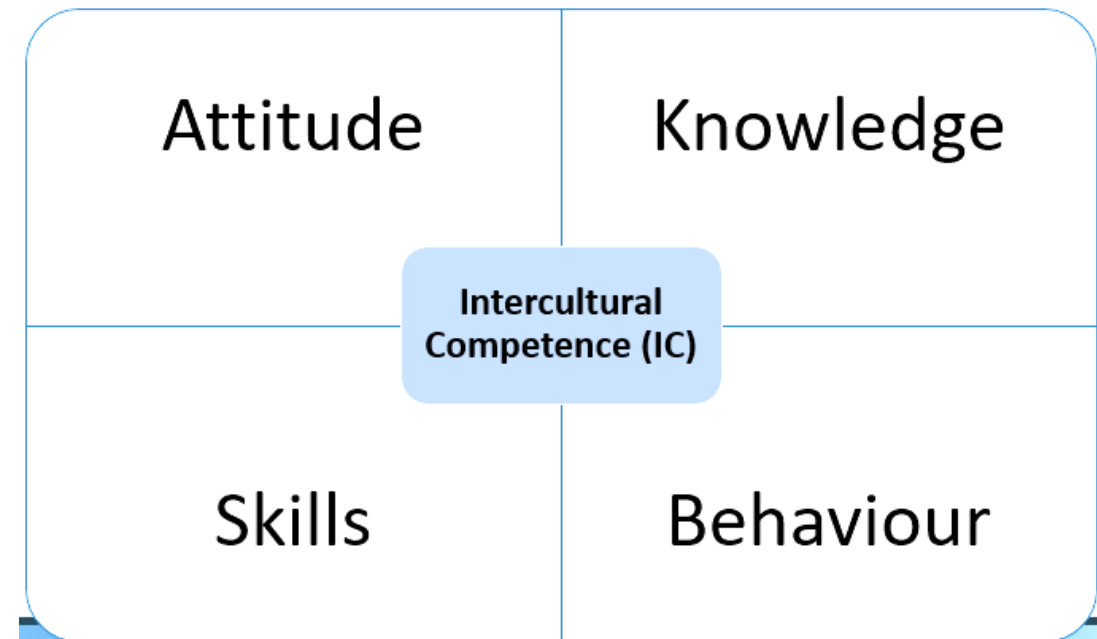 Attitude
Knowledge
Intercultural
Competence (IC)
Skills
Behaviour